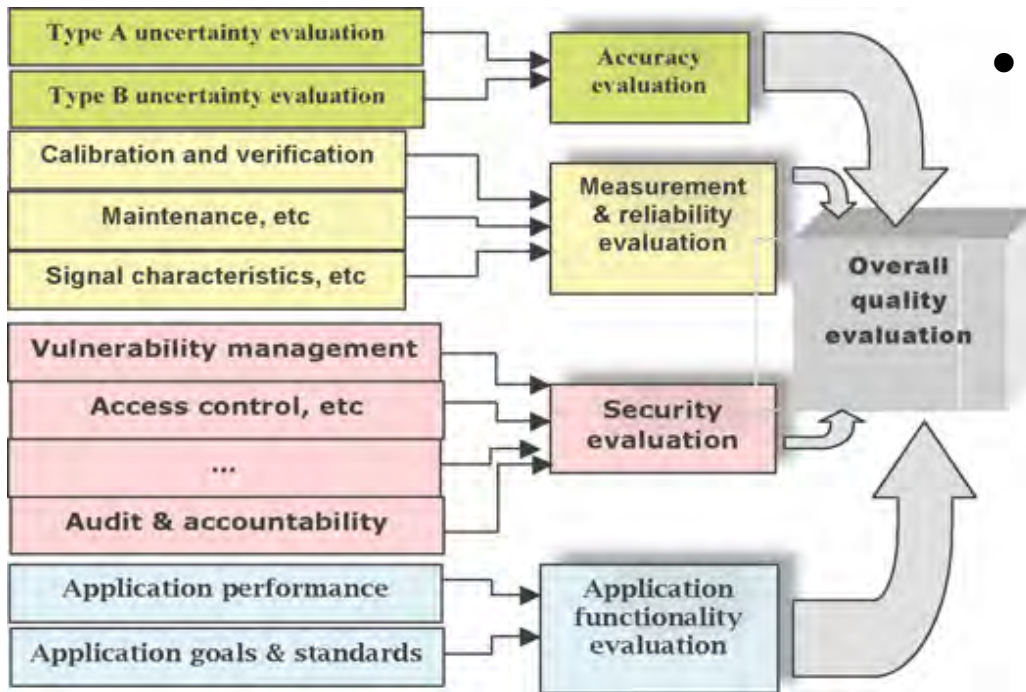 Type A uncertainty evaluation
Type B uncertainty evaluation
Accuracy
evaluation
Calibration and verification
Maintenance, etc
Signal characteristics, etc
Measurement
& reliability
evaluation
Vulnerability management
Access control, etc
...
Audit & accountability
Security
evaluation
Application performance
Application goals & standards
Application
functionality
evaluation
Overall
quality
evaluation